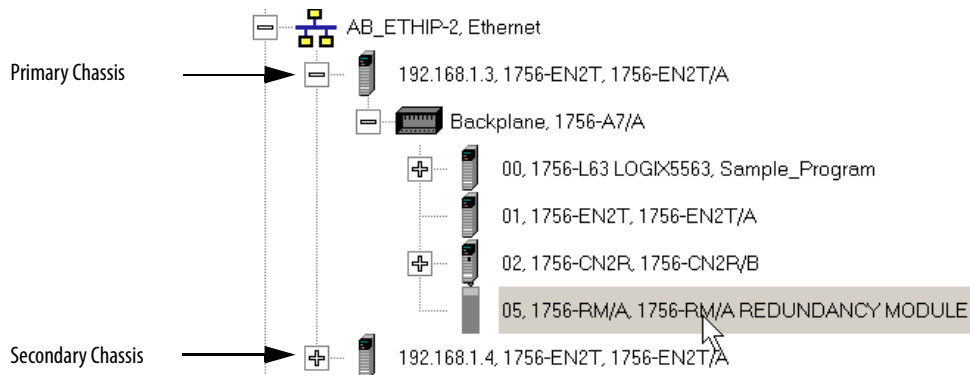 AB_ETHIP-2, Ethernet
Primary Chassis
192.168.1.3, 1756-EN2T, 1756-EN2T/A
Backplane, 1756-A7/A
00, 1756-L63 LOGIX5563, Sample_Program
01, 1756-EN2T, 1756-EN2T/A
02, 1756-CN2R, 1756-CN2R/B
05, 1756-RM/A, 1756-RM/A REDUNDANCY MODULE
Secondary Chassis
192.168.1.4, 1756-EN2T, 1756-EN2T/A